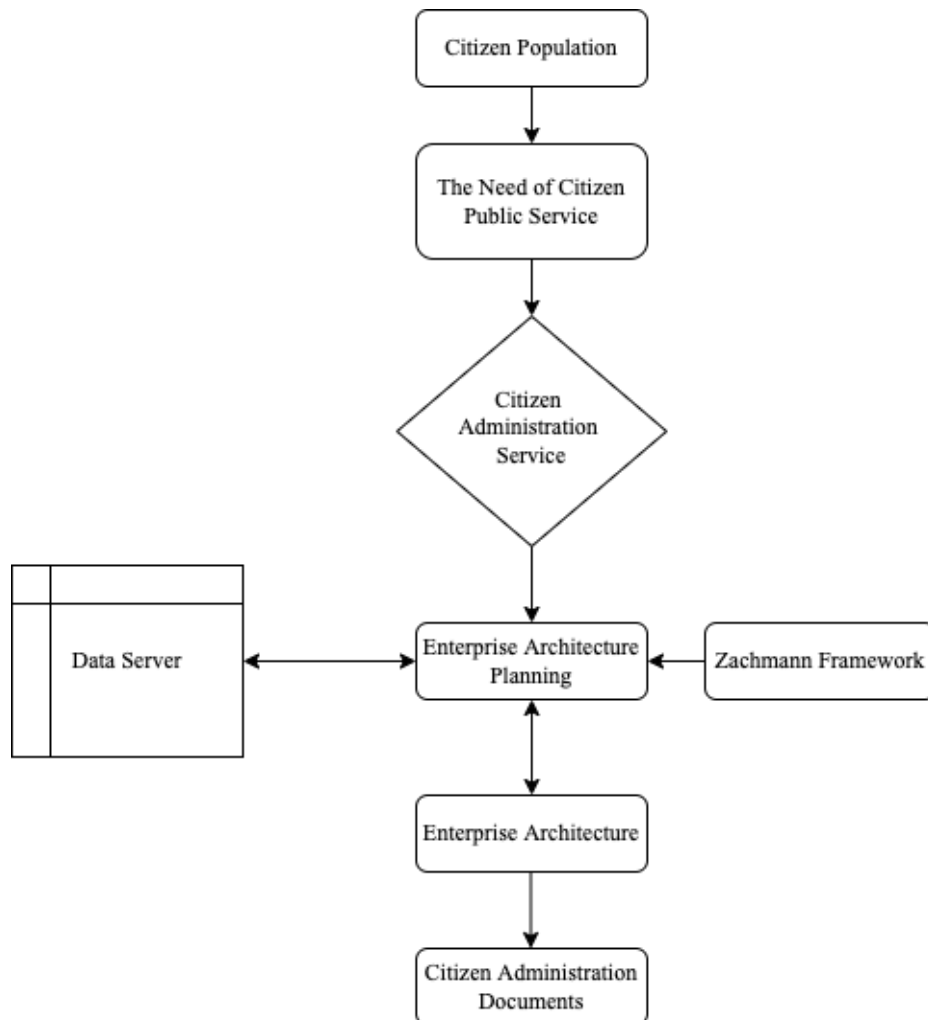 Citizen Population
The Need of Citizen
Public Service
Citizen
Administration
Service
Data Server
Enterprise Architecture
Planning
Zachmann Framework
Enterprise Architecture
Citizen Administration
Documents